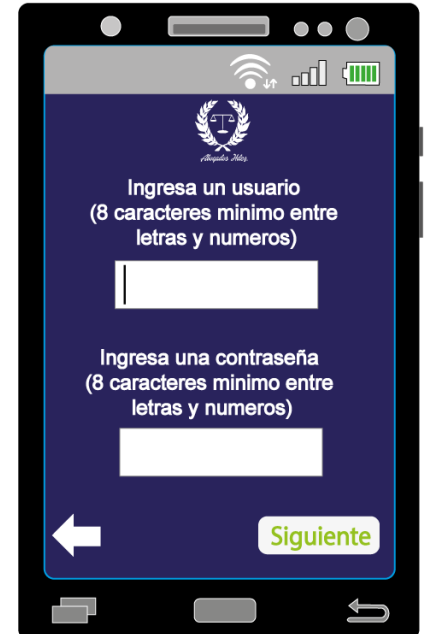 Ingresa un usuario
(8 caracteres minimo entre
letras y numeros)
Ingresa una contraseña
(8 caracteres minimo entre
letras y numeros)
Siguiente